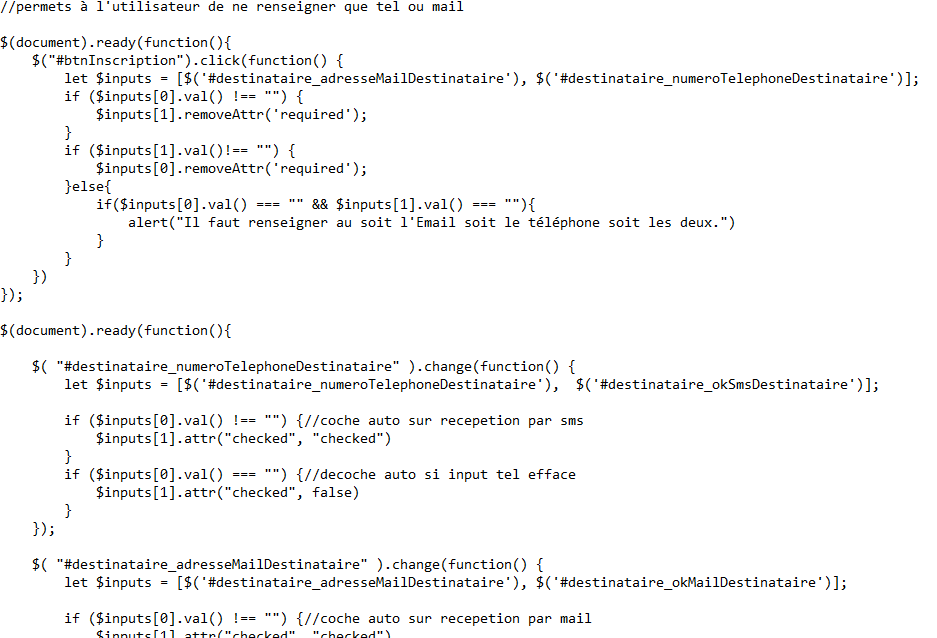 //permets à l'utilisateur de ne renseigner que tel ou mail
$(document).ready(function(){
$("#btnInscription").click(function() {
let $inputs = [$('#destinataire_adresseMailDestinataire'), $('#destinataire_numeroTelephoneDestinataire')];
if ($inputs[0].val() !== "") {
$inputs[1].removeAttr('required');
}
if ($inputs[1].val()!== "") {
$inputs[0].removeAttr('required');
}else{
if($inputs[0].val() === "" && $inputs[1].val() === ""){
alert("Il faut renseigner au soit l'Email soit le téléphone soit les deux.")
}
}
})
});
$(document).ready(function(){
$( "#destinataire_numeroTelephoneDestinataire" ).change(function() {
let $inputs = [$('#destinataire_numeroTelephoneDestinataire'),  $('#destinataire_okSmsDestinataire')];
if ($inputs[0].val() !== "") {//coche auto sur recepetion par sms
$inputs[1].attr("checked", "checked")
}
if ($inputs[0].val() === "") {//decoche auto si input tel efface
$inputs[1].attr("checked", false)
}
});
$( "#destinataire_adresseMailDestinataire" ).change(function() {
let $inputs = [$('#destinataire_adresseMailDestinataire'), $('#destinataire_okMailDestinataire')];
if ($inputs[0].val() !== "") {//coche auto sur recepetion par mail
$inputs[1].attr("checked", "checked")